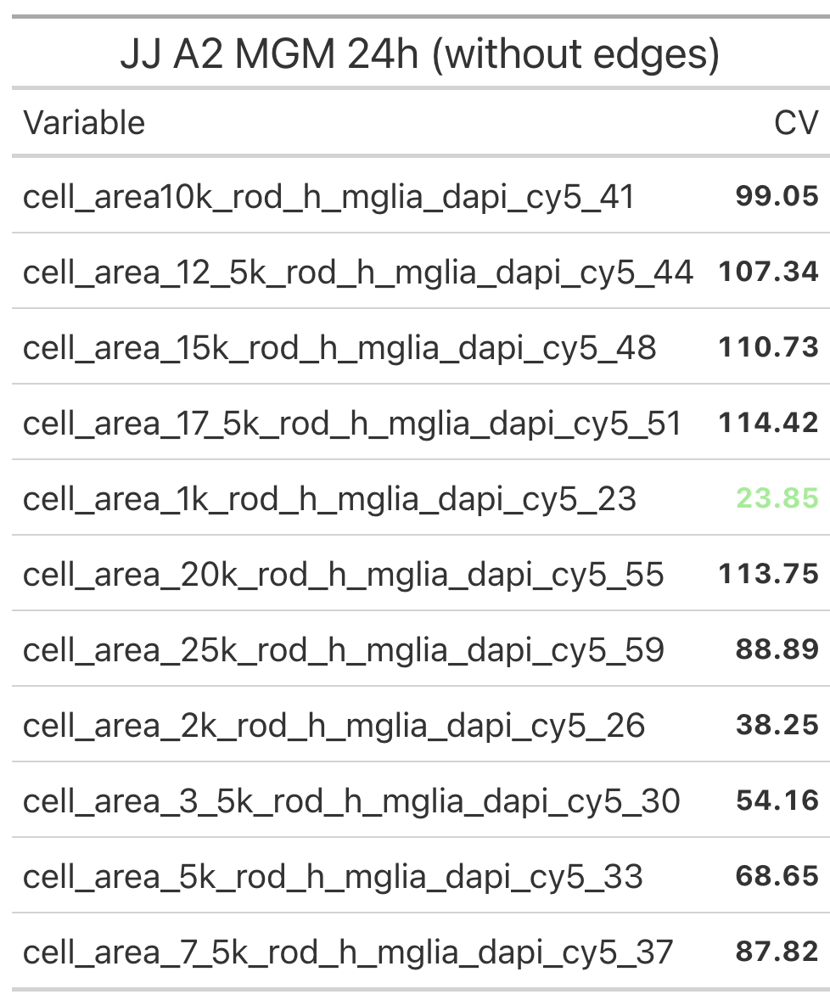 JJ A2 MGM 24h (without edges)
Variable CV
cell_area10k_rod_h_mglia_dapi_cy5_41 99.05
cell_area_12_5k_rod_h_mglia_dapi_cy5_44 107.34
cell_area_15k_rod_h_mglia_dapi_cy5_48 110.73
cell_area_17_5k_rod_h_mglia_dapi_cy5_51 114.42
cell_area_1k_rod_h_mglia_dapi_cy5_23 23.85
cell_area_20k_rod_h_mglia_dapi_cy5_55 113.75
cell_area_25k_rod_h_mglia_dapi_cy5_59 88.89
cell_area_2k_rod_h_mglia_dapi_cy5_26 38.25
cell_area_3_5k_rod_h_mglia_dapi_cy5_30 54.16
cell_area_5k_rod_h_mglia_dapi_cy5_33 68.65
cell_area_7_5k_rod_h_mglia_dapi_cy5_37 87.82